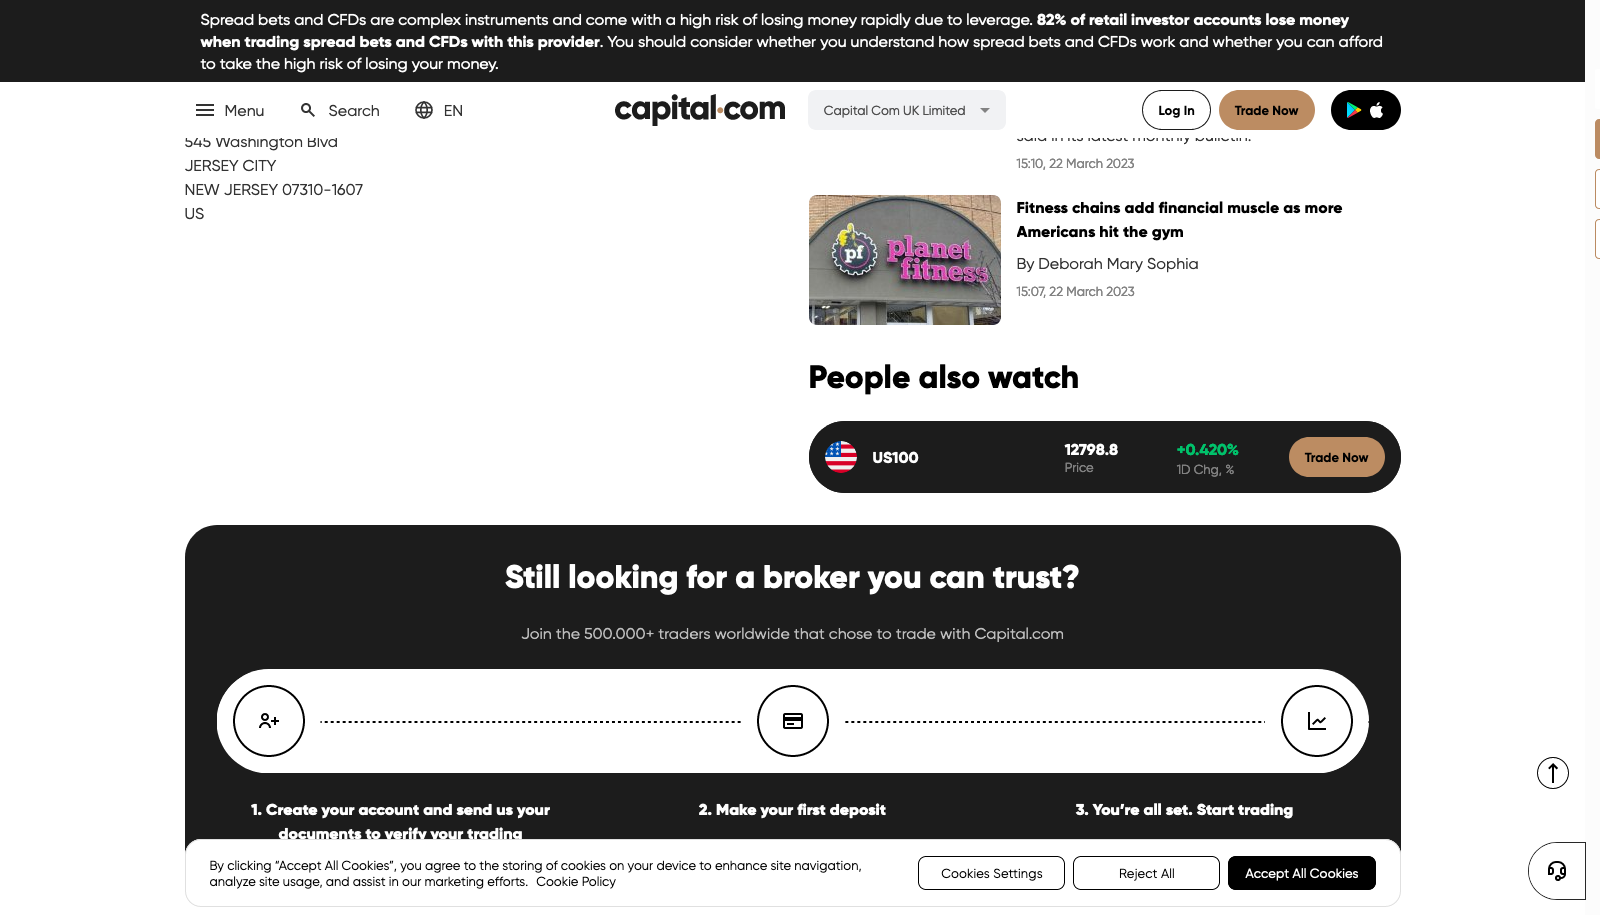 Spread bets and CFDs are complex instruments and come with a high risk of losing money rapidly due to leverage. 82% of retail investor accounts lose money
when trading spread bets and CFDs with this provider. You should consider whether you understand how spread bets and CFDs work and whether you can afford
to take the high risk of losing your money.
Menu
Search
EN
capital.com
Capital Com UK Limited
Log In
Trade Now
545 Washington Blvd
JERSEY CITY
NEW JERSEY 07310-1607
US
said in its latest monthly bulletin.
15:10, 22 March 2023
pf
planet
fitness
Fitness chains add financial muscle as more
Americans hit the gym
By Deborah Mary Sophia
15:07, 22 March 2023
People also watch
US100
12798.8
Price
+0.420%
1D Chg, %
Trade Now
Still looking for a broker you can trust?
Join the 500.000+ traders worldwide that chose to trade with Capital.com
1. Create your account and send us your
documents to verify your trading
2. Make your first deposit
3. You're all set. Start trading
By clicking “Accept All Cookies”, you agree to the storing of cookies on your device to enhance site navigation,
analyze site usage, and assist in our marketing efforts. Cookie Policy
Cookies Settings
Reject All
Accept All Cookies